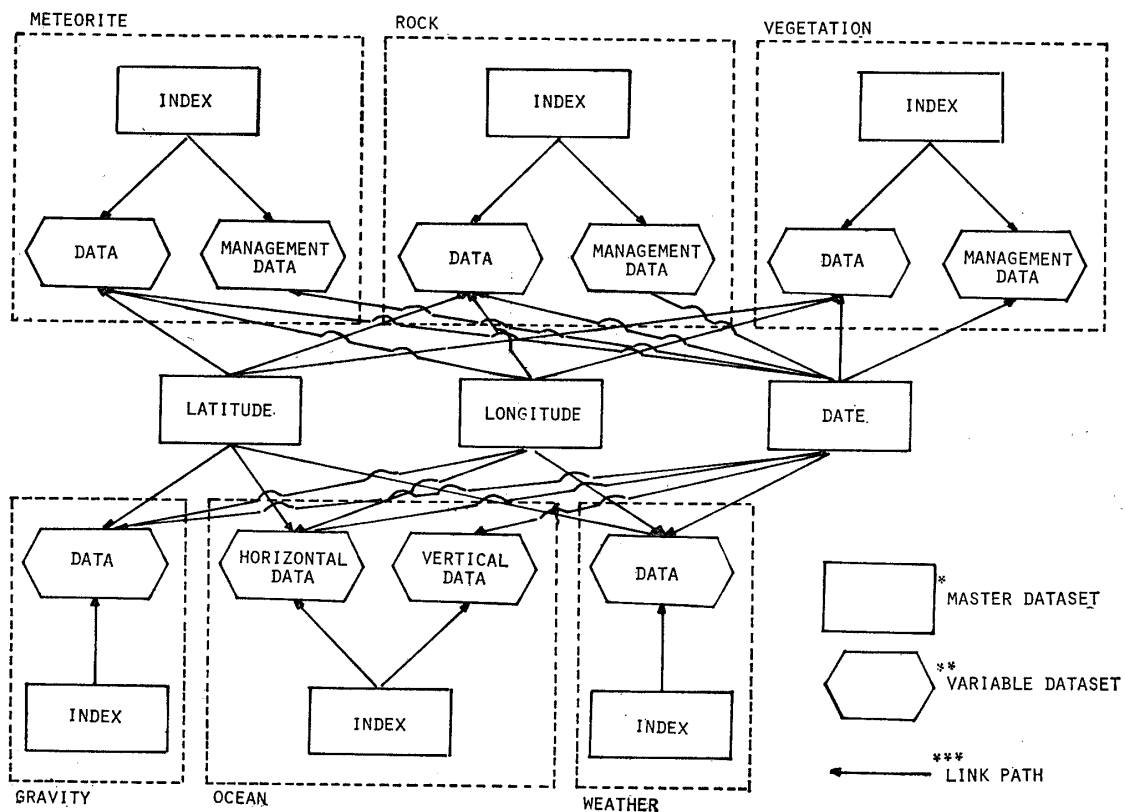 METEORITE
ROCK
VEGETATION
INDEX
INDEX
INDEX
DATA
MANAGEMENT
DATA
DATA
MANAGEMENT
DATA
DATA
MANAGEMENT
DATA
LATITUDE
LONGITUDE
DATE
DATA
HORIZONTAL
DATA
VERTICAL
DATA
DATA
INDEX
INDEX
INDEX
GRAVITY
OCEAN
WEATHER
* MASTER DATASET
** VARIABLE DATASET
*** LINK PATH